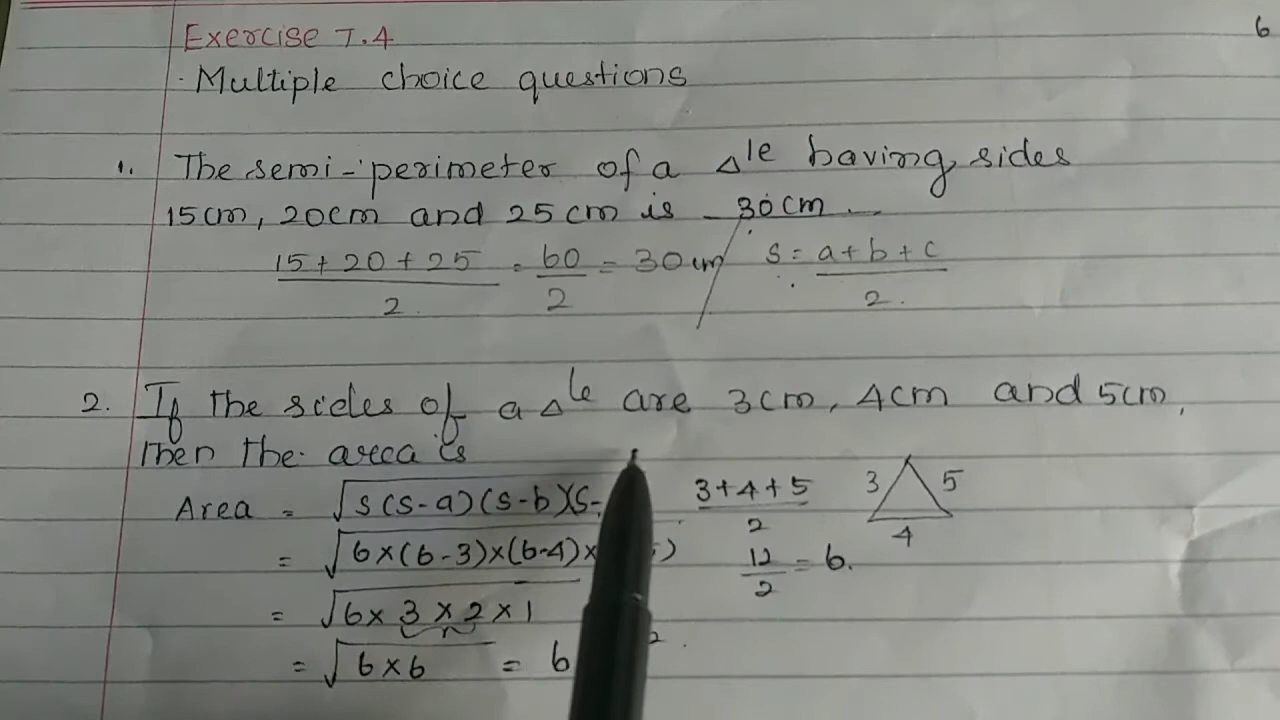 6
Exercise 7.4
Multiple choice questions
1. The semi-perimeter of a △le having sides
15cm, 20cm and 25cm is 30cm
15+20+25 / 2 = 60 / 2 = 30cm s = a+b+c / 2
2. If the sides of a △le are 3cm, 4cm and 5cm,
Then the area is
Area = √s(s-a)(s-b)(s- 3+4+5 / 2 3 5 4
= √6×(6-3)×(6-4)× ) 12 / 2 = 6.
= √6×3×2×1
= √6×6 = 6 2.